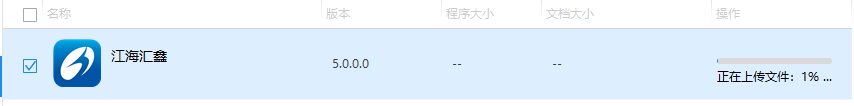 名称 版本 程序大小 文档大小 操作
江海汇鑫 5.0.0.0 -- --
正在上传文件：1% ...